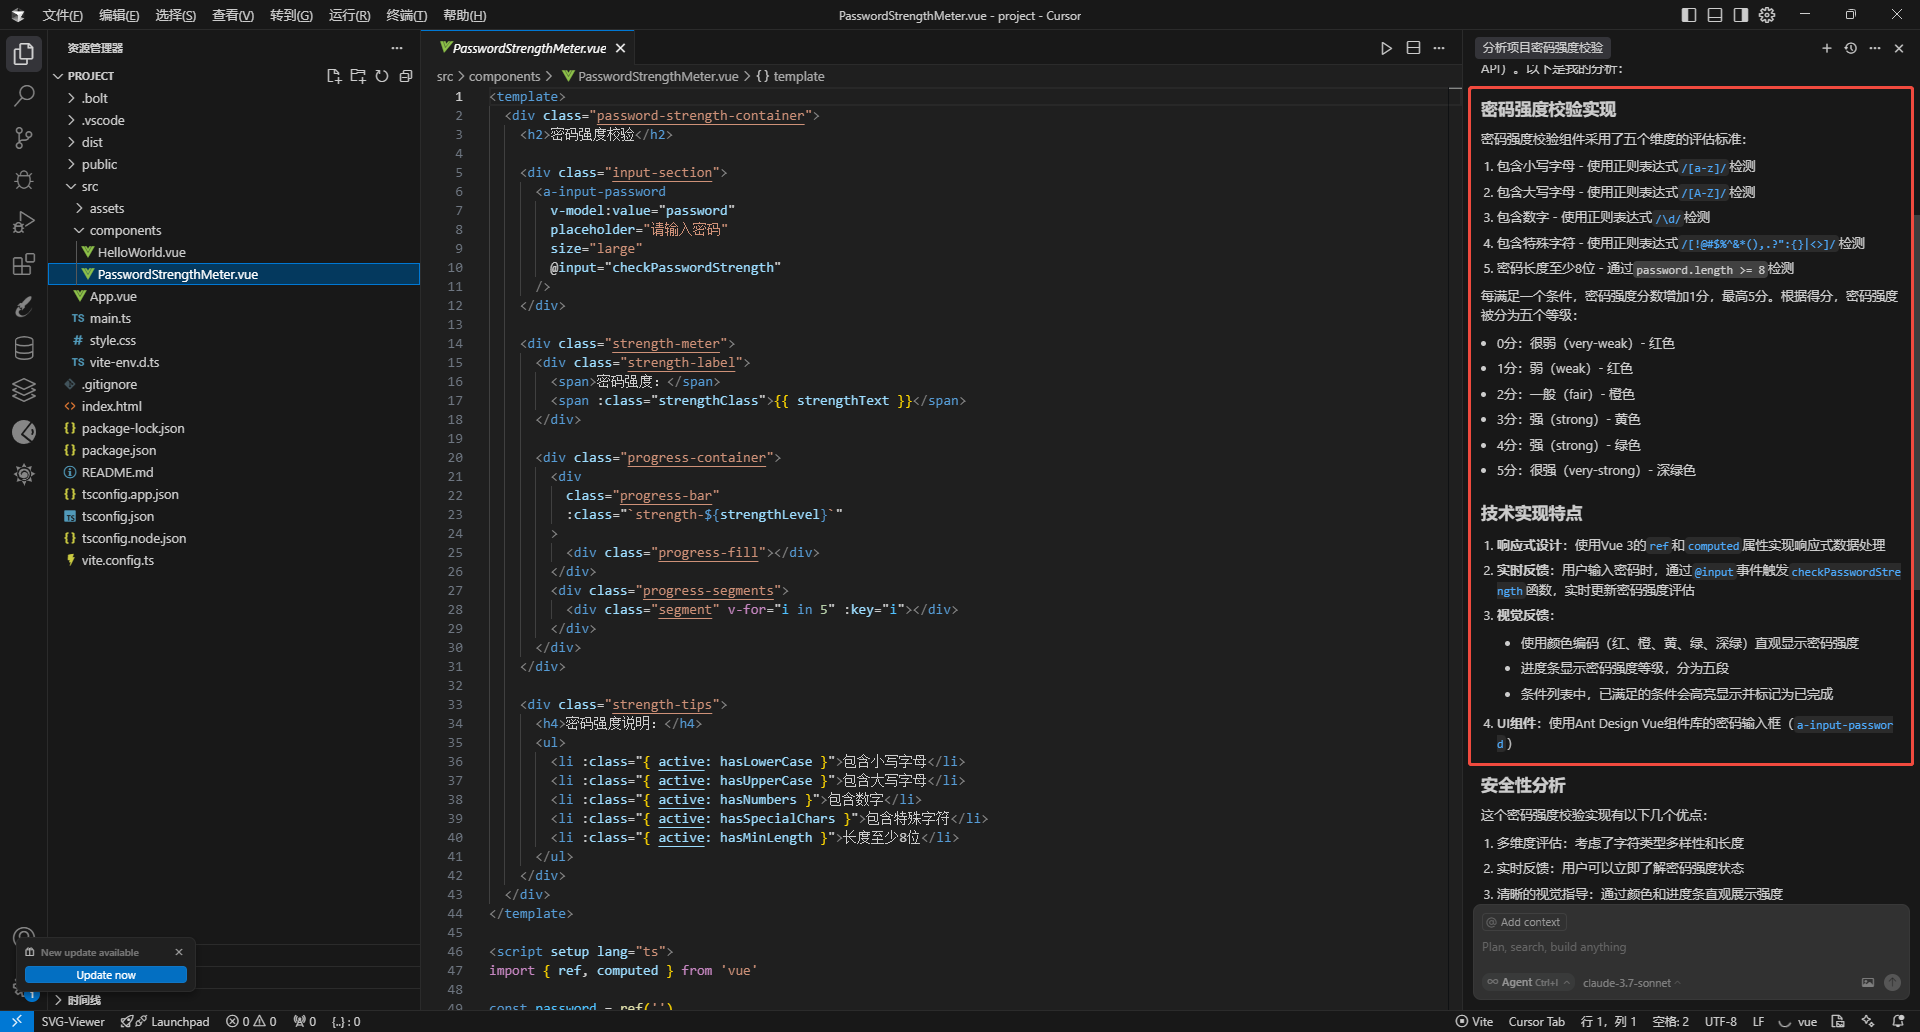 文件(F) 编辑(E) 选择(S) 查看(V) 转到(G) 运行(R) 终端(T) 帮助(H)
PasswordStrengthMeter.vue - project - Cursor
资源管理器
PROJECT
.bolt
.vscode
dist
public
src
assets
components
HelloWorld.vue
PasswordStrengthMeter.vue
App.vue
TS main.ts
# style.css
TS vite-env.d.ts
.gitignore
<> index.html
{} package-lock.json
{} package.json
README.md
{} tsconfig.app.json
TS tsconfig.json
{} tsconfig.node.json
vite.config.ts
New update available
Update now
时间线
PasswordStrengthMeter.vue
src > components > PasswordStrengthMeter.vue > {} template
1 <template>
2 <div class="password-strength-container">
3 <h2>密码强度校验</h2>
4
5 <div class="input-section">
6 <a-input-password
7 v-model:value="password"
8 placeholder="请输入密码"
9 size="large"
10 @input="checkPasswordStrength"
11 />
12 </div>
13
14 <div class="strength-meter">
15 <div class="strength-label">
16 <span>密码强度：</span>
17 <span :class="strengthClass">{{ strengthText }}</span>
18 </div>
19
20 <div class="progress-container">
21 <div
22 class="progress-bar"
23 :class="`strength-${strengthLevel}`"
24 >
25 <div class="progress-fill"></div>
26 </div>
27 <div class="progress-segments">
28 <div class="segment" v-for="i in 5" :key="i"></div>
29 </div>
30 </div>
31 </div>
32
33 <div class="strength-tips">
34 <h4>密码强度说明：</h4>
35 <ul>
36 <li :class="{ active: hasLowerCase }">包含小写字母</li>
37 <li :class="{ active: hasUpperCase }">包含大写字母</li>
38 <li :class="{ active: hasNumbers }">包含数字</li>
39 <li :class="{ active: hasSpecialChars }">包含特殊字符</li>
40 <li :class="{ active: hasMinLength }">长度至少8位</li>
41 </ul>
42 </div>
43 </div>
44 </template>
45
46 <script setup lang="ts">
47 import { ref, computed } from 'vue'
48
49 const password = ref('')
分析项目密码强度校验
API）。以下是我的分析：
密码强度校验实现
密码强度校验组件采用了五个维度的评估标准：
1. 包含小写字母 - 使用正则表达式 /[a-z]/ 检测
2. 包含大写字母 - 使用正则表达式 /[A-Z]/ 检测
3. 包含数字 - 使用正则表达式 /\d/ 检测
4. 包含特殊字符 - 使用正则表达式 /[!@#$%^&*(),.?":{}|<>]/ 检测
5. 密码长度至少8位 - 通过 password.length >= 8 检测
每满足一个条件，密码强度分数增加1分，最高5分。根据得分，密码强度
被分为五个等级：
• 0分：很弱（very-weak）- 红色
• 1分：弱（weak）- 红色
• 2分：一般（fair）- 橙色
• 3分：强（strong）- 黄色
• 4分：强（strong）- 绿色
• 5分：很强（very-strong）- 深绿色
技术实现特点
1. 响应式设计：使用Vue 3的 ref 和 computed 属性实现响应式数据处理
2. 实时反馈：用户输入密码时，通过 @input 事件触发 checkPasswordStre
ngth 函数，实时更新密码强度评估
3. 视觉反馈：
• 使用颜色编码（红、橙、黄、绿、深绿）直观显示密码强度
• 进度条显示密码强度等级，分为五段
• 条件列表中，已满足的条件会高亮显示并标记为已完成
4. UI组件：使用Ant Design Vue组件库的密码输入框（ a-input-passwor
d ）
安全性分析
这个密码强度校验实现有以下几个优点：
1. 多维度评估：考虑了字符类型多样性和长度
2. 实时反馈：用户可以立即了解密码强度状态
3. 清晰的视觉指导：通过颜色和进度条直观展示强度
@ Add context
Plan, search, build anything
∞ Agent Ctrl+I claude-3.7-sonnet
1
SVG-Viewer Launchpad 0 0 0 {..} : 0
Vite Cursor Tab 行 1，列 1 空格: 2 UTF-8 LF vue